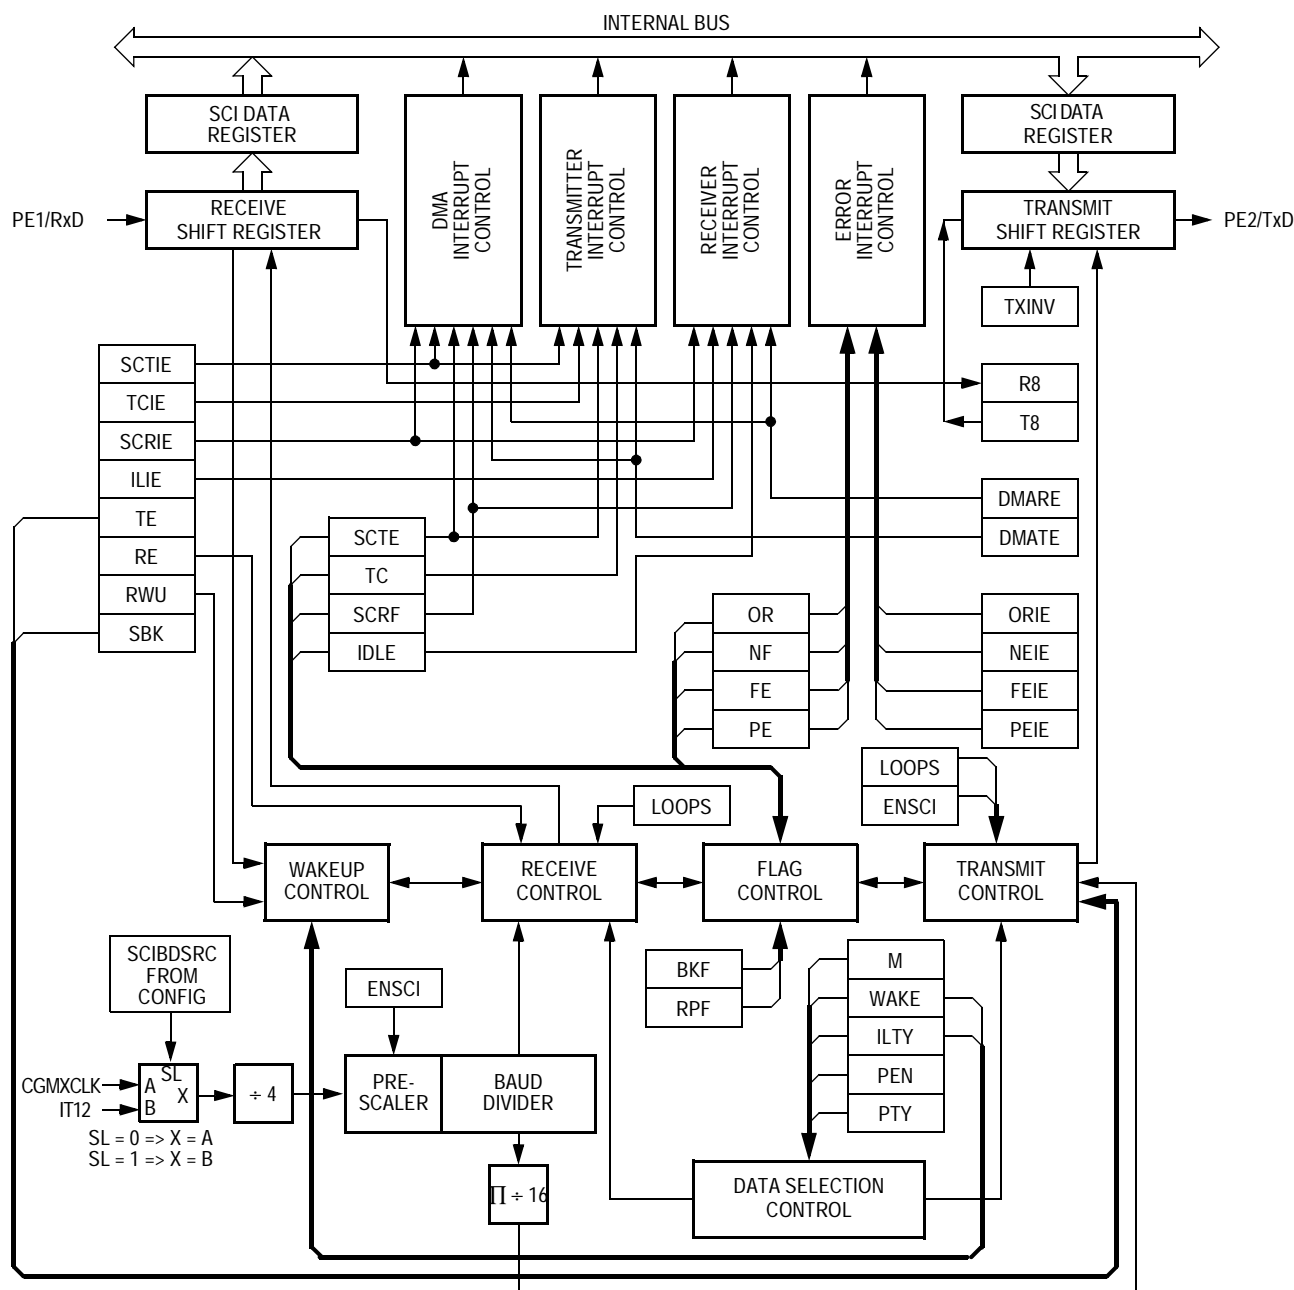 INTERNAL BUS
SCI DATA
REGISTER
SCI DATA
REGISTER
DMA
INTERRUPT
CONTROL
TRANSMITTER
INTERRUPT
CONTROL
RECEIVER
INTERRUPT
CONTROL
ERROR
INTERRUPT
CONTROL
PE1/RxD
RECEIVE
SHIFT REGISTER
TRANSMIT
SHIFT REGISTER
PE2/TxD
TXINV
SCTIE
TCIE
SCRIE
ILIE
TE
RE
RWU
SBK
R8
T8
DMARE
DMATE
SCTE
TC
SCRF
IDLE
OR
NF
FE
PE
ORIE
NEIE
FEIE
PEIE
LOOPS
LOOPS
ENSCI
WAKEUP
CONTROL
RECEIVE
CONTROL
FLAG
CONTROL
TRANSMIT
CONTROL
SCIBDSRC
FROM
CONFIG
ENSCI
BKF
RPF
M
WAKE
ILTY
PEN
PTY
CGMXCLK
IT12
SL
A
X
B
÷ 4
PRE-
SCALER
BAUD
DIVIDER
SL = 0 => X = A
SL = 1 => X = B
∏ ÷ 16
DATA SELECTION
CONTROL